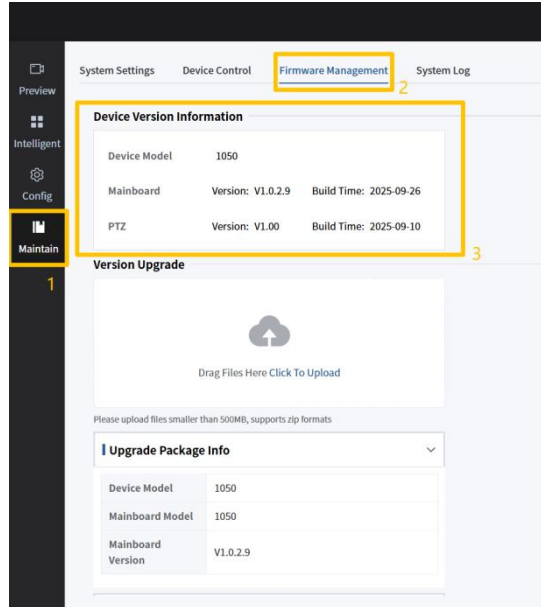 Preview
Intelligent
Config
Maintain
1
System Settings Device Control Firmware Management System Log
2
Device Version Information
Device Model 1050
Mainboard Version: V1.0.2.9 Build Time: 2025-09-26
PTZ Version: V1.00 Build Time: 2025-09-10
3
Version Upgrade
Drag Files Here Click To Upload
Please upload files smaller than 500MB, supports zip formats
Upgrade Package Info
Device Model 1050
Mainboard Model 1050
Mainboard
Version V1.0.2.9